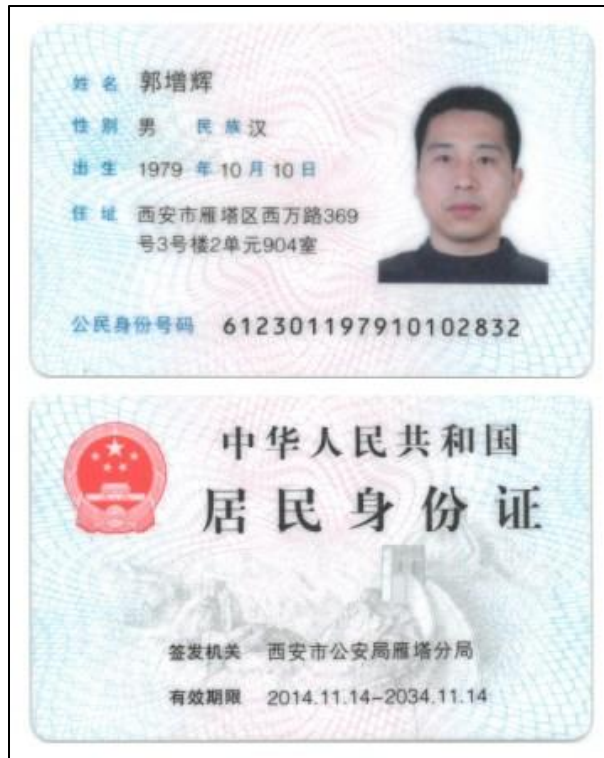 姓名 郭增辉
性别 男 民族 汉
出生 1979 年 10 月 10 日
住址 西安市雁塔区西万路369
号3号楼2单元904室
公民身份号码 612301197910102832
中华人民共和国
居民身份证
签发机关 西安市公安局雁塔分局
有效期限 2014.11.14-2034.11.14